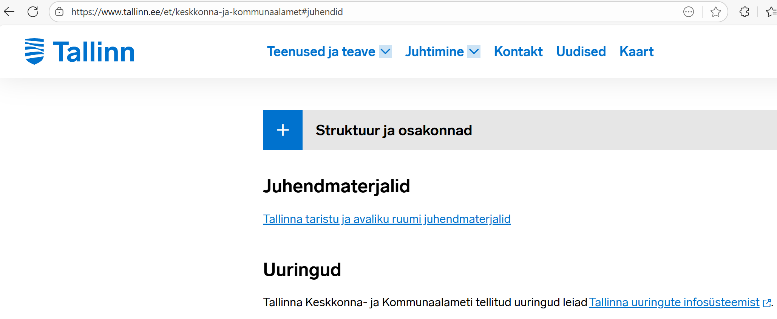 https://www.tallinn.ee/et/keskkonna-ja-kommunaalamet#juhendid
Tallinn
Teenused ja teave Juhtimine Kontakt Uudised Kaart
Struktuur ja osakonnad
Juhendmaterjalid
Tallinna taristu ja avaliku ruumi juhendmaterjalid
Uuringud
Tallinna Keskkonna- ja Kommunaalameti tellitud uuringud leiad Tallinna uuringute infosüsteemist.